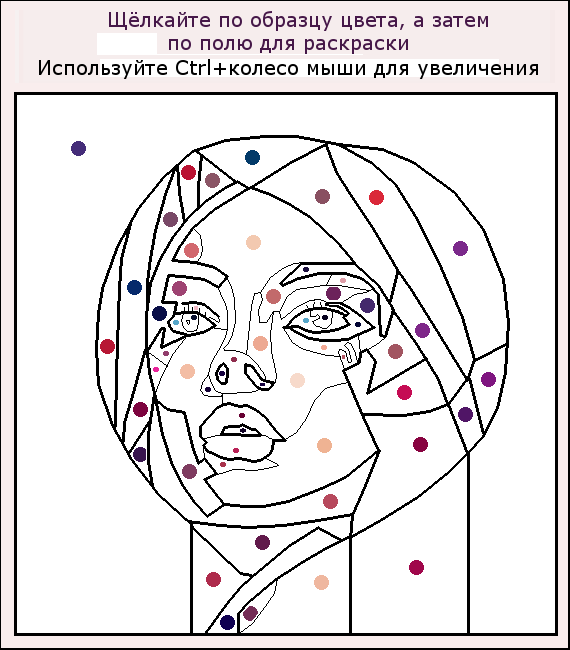 Щёлкайте по образцу цвета, а затем
по полю для раскраски
Используйте Ctrl+колесо мыши для увеличения